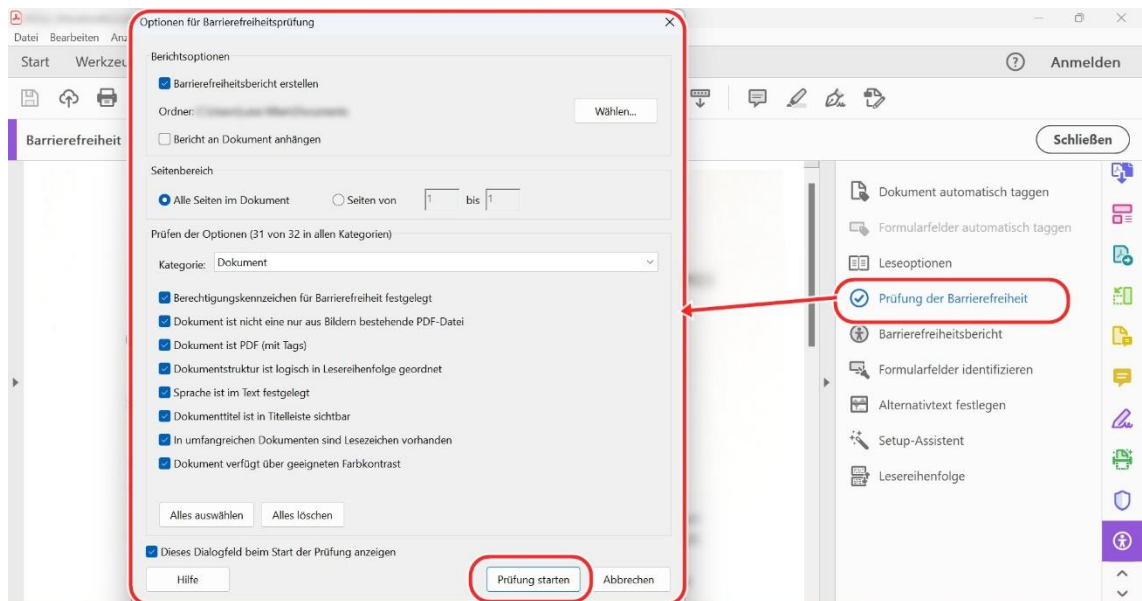 Optionen für Barrierefreiheitsprüfung
Datei Bearbeiten
Start
Anmelden
Barrierefreiheit
Schließen
Berichtsoptionen
Barrierefreiheitsbericht erstellen
Ordner:
Wählen...
Bericht an Dokument anhängen
Seitenbereich
Alle Seiten im Dokument Seiten von 1 bis 1
Prüfen der Optionen (31 von 32 in allen Kategorien)
Kategorie: Dokument
Berechtigungskennzeichen für Barrierefreiheit festgelegt
Dokument ist nicht eine nur aus Bildern bestehende PDF-Datei
Dokument ist PDF (mit Tags)
Dokumentstruktur ist logisch in Lesereihenfolge geordnet
Sprache ist im Text festgelegt
Dokumenttitel ist in Titelleiste sichtbar
In umfangreichen Dokumenten sind Lesezeichen vorhanden
Dokument verfügt über geeigneten Farbkontrast
Alles auswählen Alles löschen
Dieses Dialogfeld beim Start der Prüfung anzeigen
Hilfe Prüfung starten Abbrechen
Dokument automatisch taggen
Formularfelder automatisch taggen
Leseoptionen
Prüfung der Barrierefreiheit
Barrierefreiheitsbericht
Formularfelder identifizieren
Alternativtext festlegen
Setup-Assistent
Lesereihenfolge